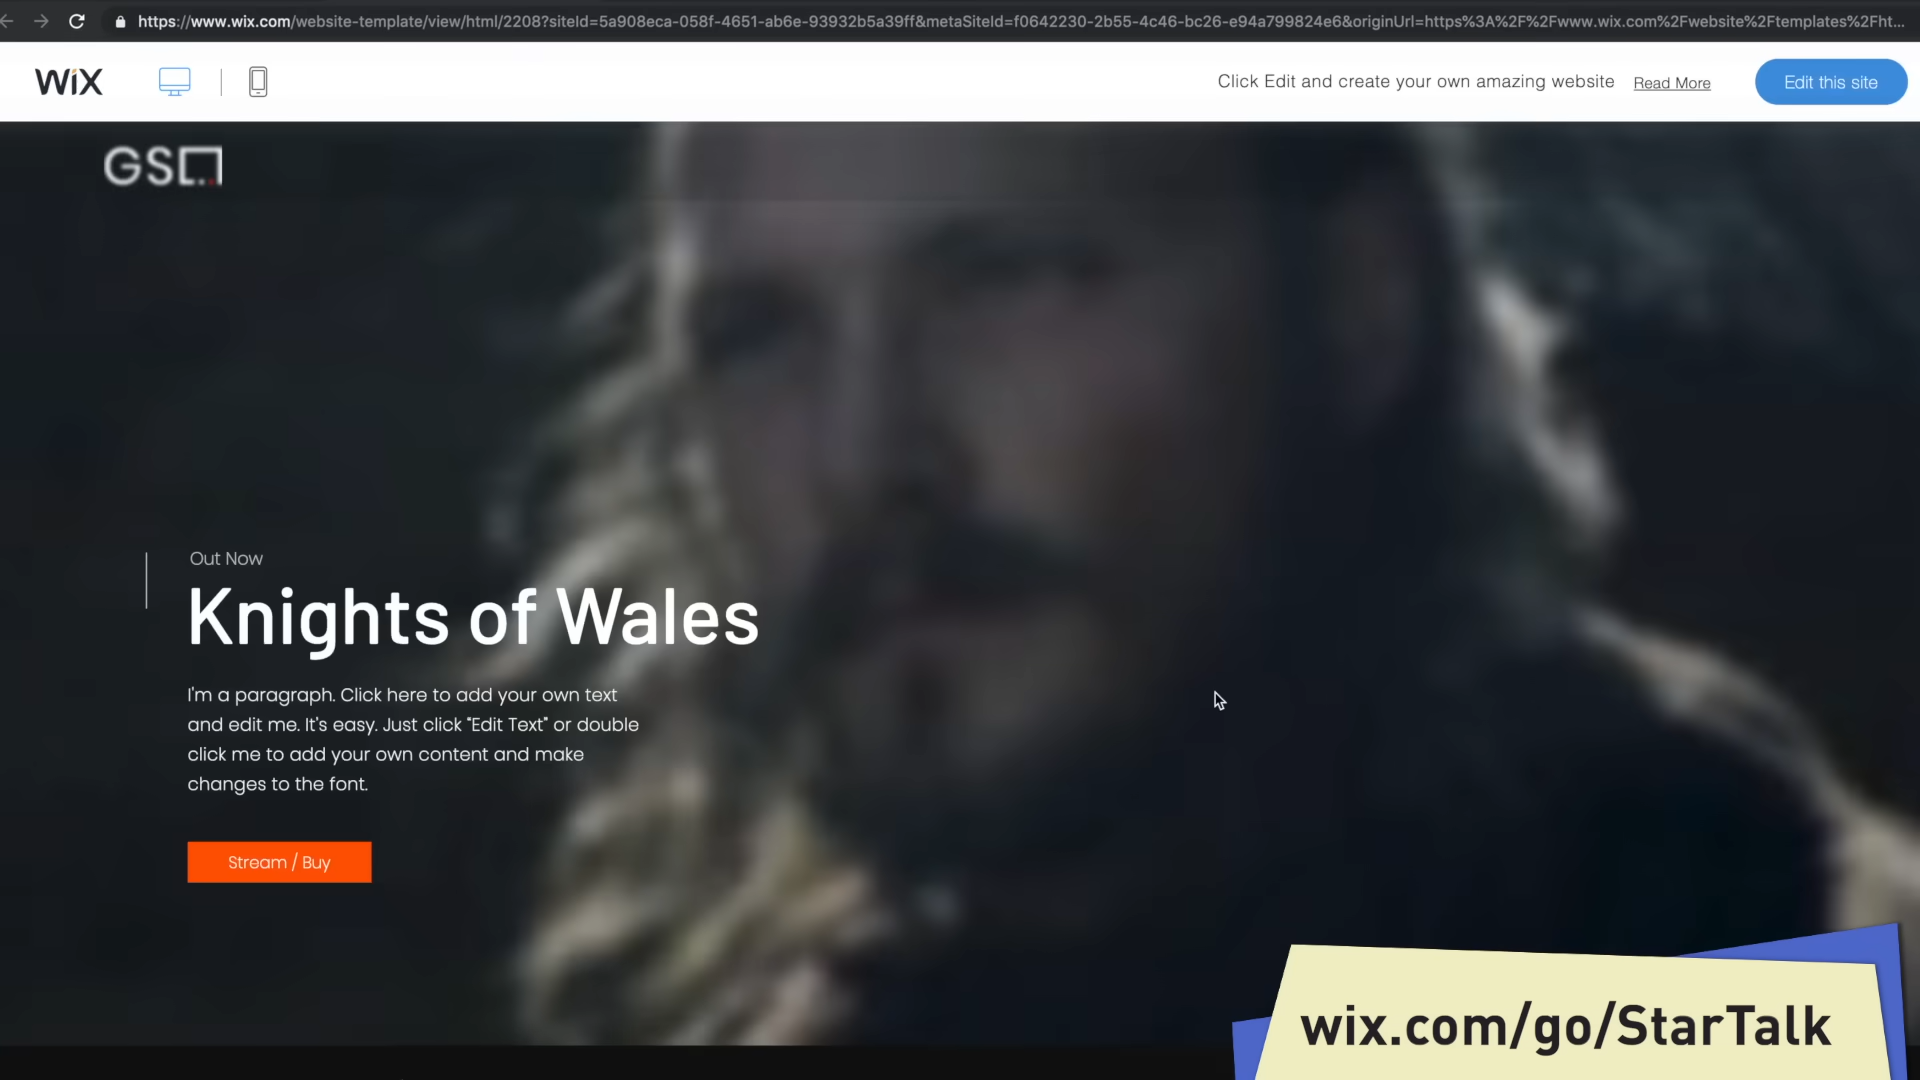 https://www.wix.com/website-template/view/html/2208?siteId=5a908eca-058f-4651-ab6e-93932b5a39ff&metaSiteId=f0642230-2b55-4c46-bc26-e94a799824e6&originUrl=https%3A%2F%2Fwww.wix.com%2Fwebsite%2Ftemplates%2Fht...
WiX
Click Edit and create your own amazing website Read More Edit this site
GS
Out Now
Knights of Wales
I'm a paragraph. Click here to add your own text
and edit me. It's easy. Just click “Edit Text” or double
click me to add your own content and make
changes to the font.
Stream / Buy
wix.com/go/StarTalk